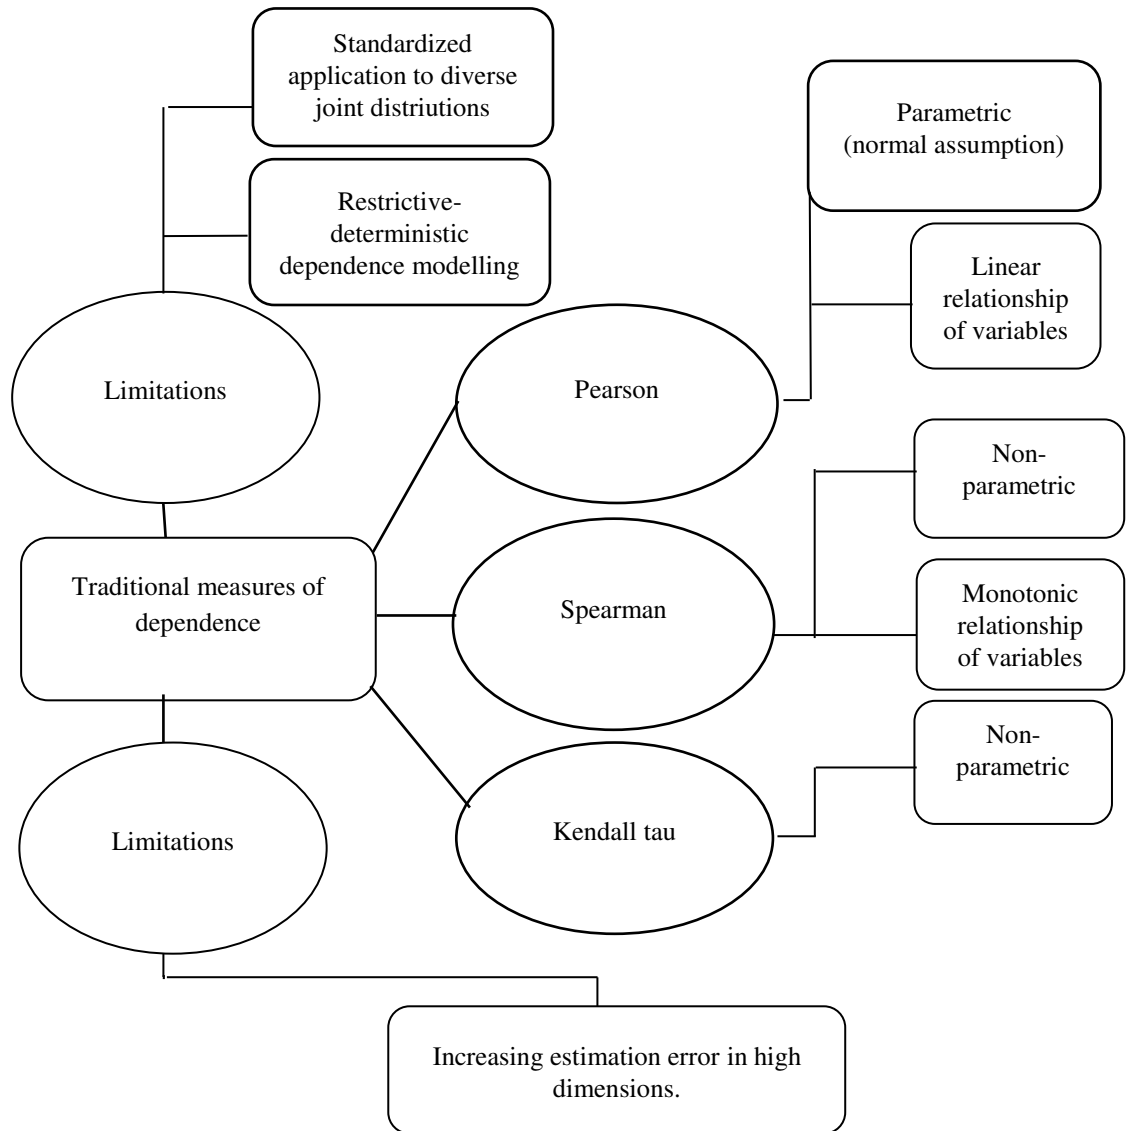 Standardized
application to diverse
joint distriutions
Restrictive-
deterministic
dependence modelling
Limitations
Parametric
(normal assumption)
Linear
relationship
of variables
Pearson
Non-
parametric
Traditional measures of
dependence
Spearman
Monotonic
relationship
of variables
Non-
parametric
Limitations
Kendall tau
Increasing estimation error in high
dimensions.